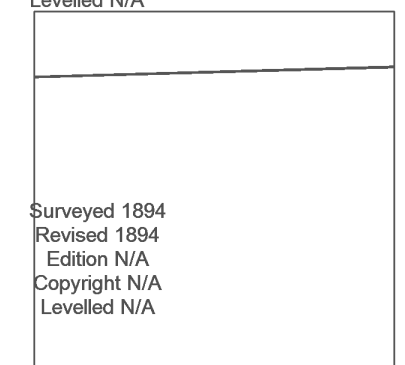 Levelled N/A
Surveyed 1894
Revised 1894
Edition N/A
Copyright N/A
Levelled N/A